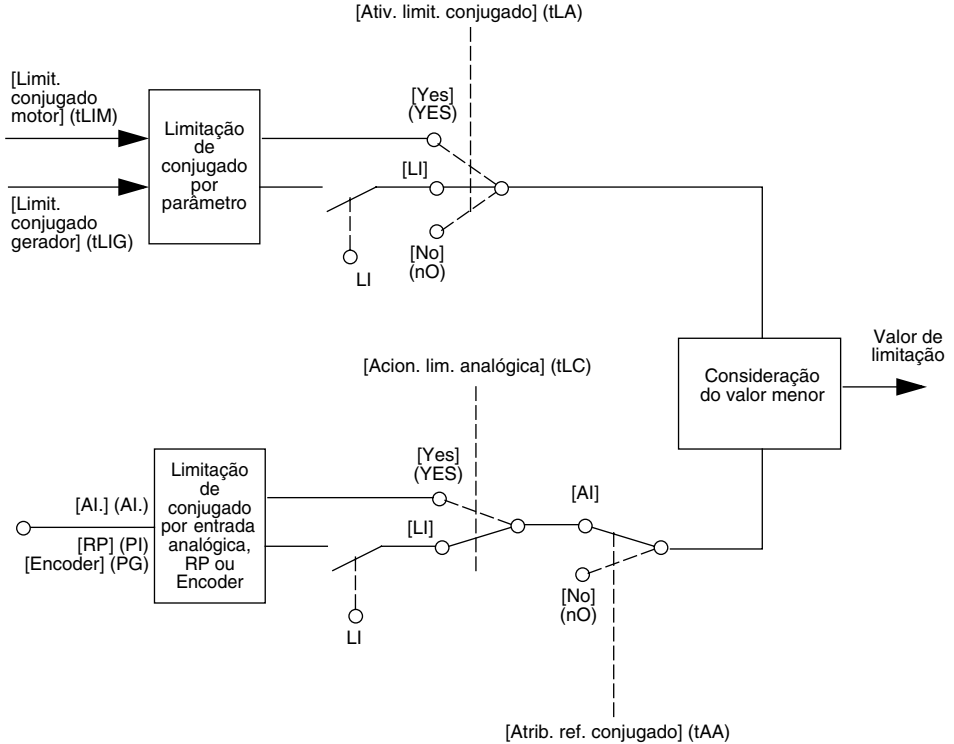 [Ativ. limit. conjugado] (tLA)
[Limit.
conjugado
motor] (tLIM)
[Limit.
conjugado
gerador] (tLIG)
Limitação
de
conjugado
por
parâmetro
[Yes]
(YES)
[LI]
[No]
(nO)
LI
Consideração
do valor menor
Valor de
limitação
[Acion. lim. analógica] (tLC)
[AI.] (AI.)
[RP] (PI)
[Encoder] (PG)
Limitação
de
conjugado
por entrada
analógica,
RP ou
Encoder
[Yes]
(YES)
[LI]
LI
[AI]
[No]
(nO)
[Atrib. ref. conjugado] (tAA)